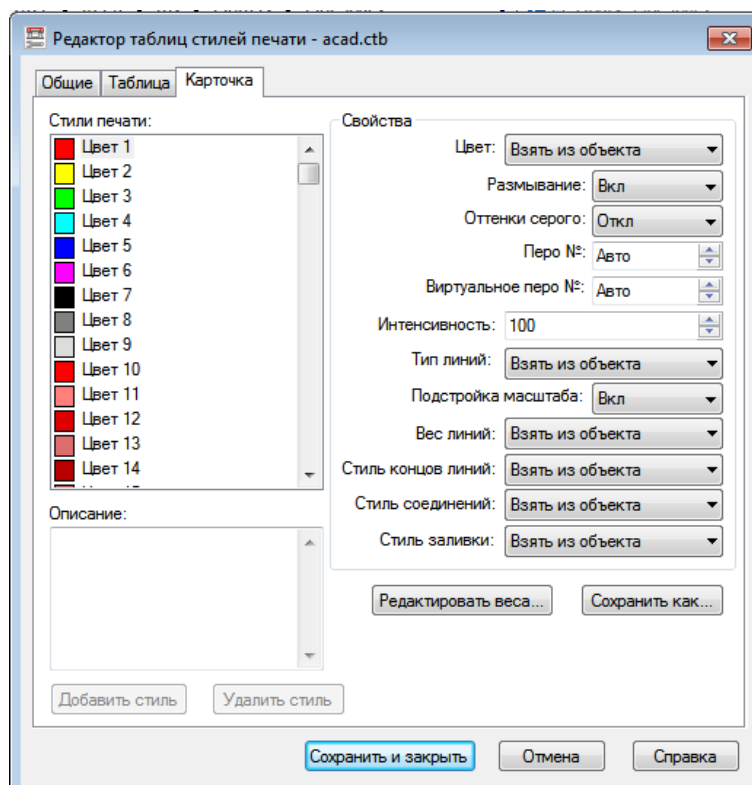 Редактор таблиц стилей печати - acad.ctb
Общие Таблица Карточка
Стили печати:
Цвет 1
Цвет 2
Цвет 3
Цвет 4
Цвет 5
Цвет 6
Цвет 7
Цвет 8
Цвет 9
Цвет 10
Цвет 11
Цвет 12
Цвет 13
Цвет 14
Описание:
Добавить стиль Удалить стиль
Свойства
Цвет: Взять из объекта
Размывание: Вкл
Оттенки серого: Откл
Перо №: Авто
Виртуальное перо №: Авто
Интенсивность: 100
Тип линий: Взять из объекта
Подстройка масштаба: Вкл
Вес линий: Взять из объекта
Стиль концов линий: Взять из объекта
Стиль соединений: Взять из объекта
Стиль заливки: Взять из объекта
Редактировать веса... Сохранить как...
Сохранить и закрыть Отмена Справка